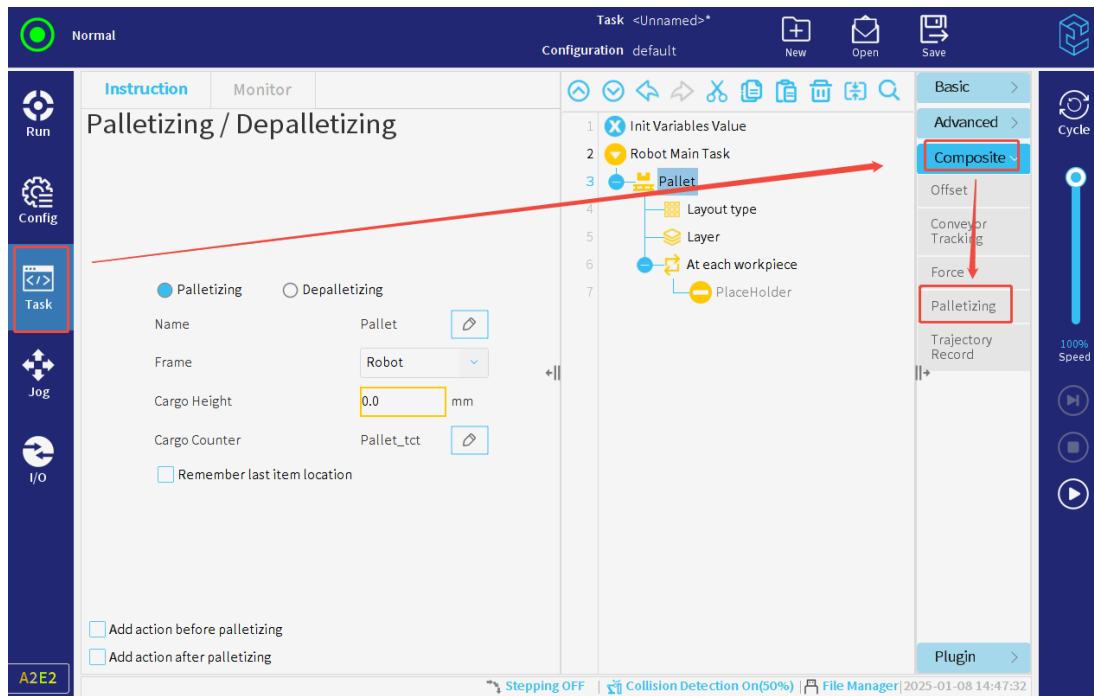 Normal
Task <Unnamed>*
Configuration default
New
Open
Save
Run
Config
Task
Jog
I/O
A2E2
Instruction
Monitor
Palletizing / Depalletizing
Palletizing
Depalletizing
Name
Pallet
Frame
Robot
Cargo Height
0.0
mm
Cargo Counter
Pallet_tct
Remember last item location
Add action before palletizing
Add action after palletizing
1 Init Variables Value
2 Robot Main Task
3 Pallet
4 Layout type
5 Layer
6 At each workpiece
7 PlaceHolder
Basic
Advanced
Composite
Offset
Conveyor
Tracking
Force
Palletizing
Trajectory
Record
Plugin
Cycle
100%
Speed
Stepping OFF | Collision Detection On(50%) | File Manager| 2025-01-08 14:47:32